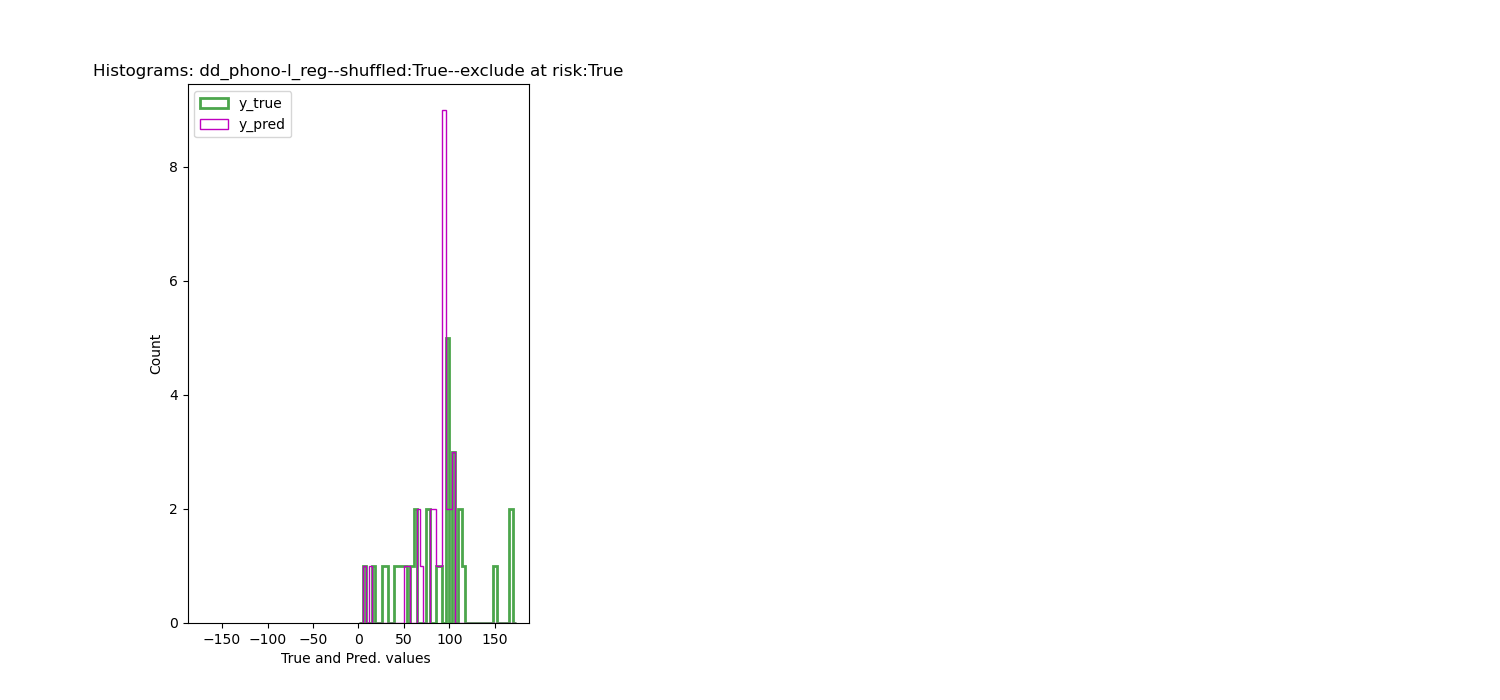 Histograms: dd_phono-l_reg--shuffled:True--exclude at risk:True
y_true
y_pred
8
6
4
2
0
Count
−150 −100 −50 0 50 100 150
True and Pred. values